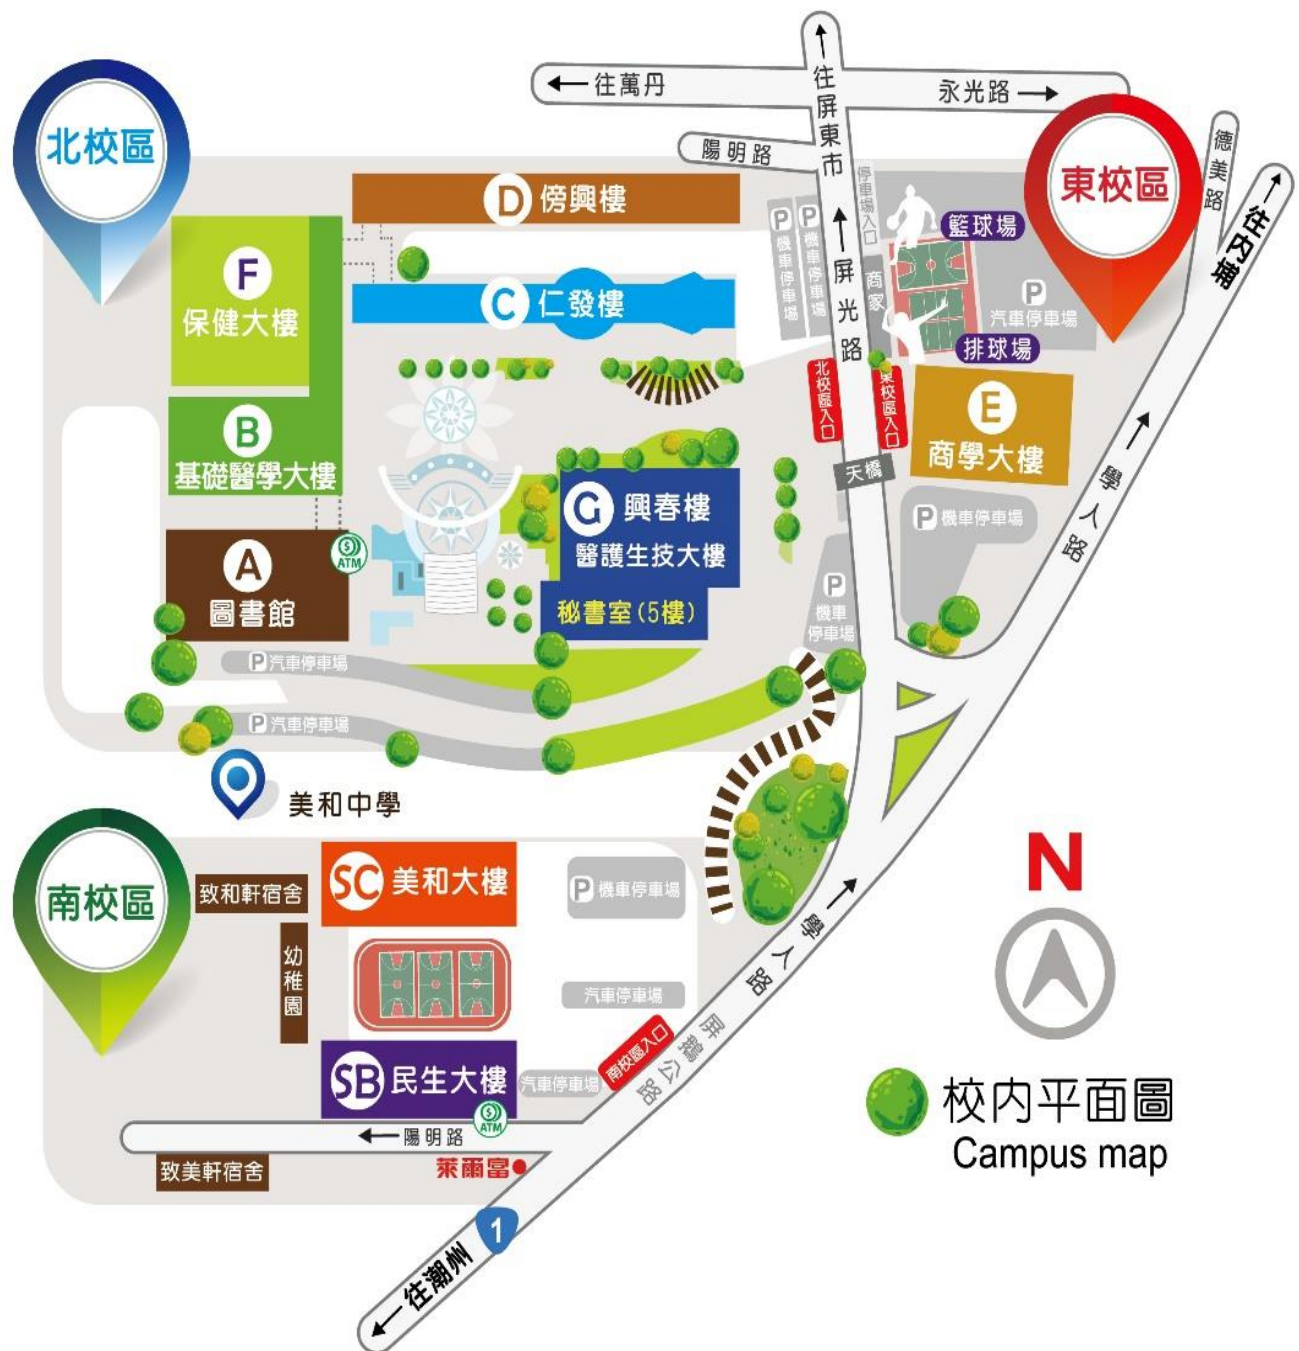 北校區
往萬丹
永光路
往屏東市
陽明路
德美路
往內埔
東校區
D 傍興樓
停車場入口
籃球場
F
保健大樓
C 仁發樓
P
機車停車場
P
機車停車場
屏光路
商家
P
汽車停車場
排球場
北校區入口
東校區入口
E
商學大樓
B
基礎醫學大樓
天橋
學人路
G 興春樓
醫護生技大樓
秘書室(5樓)
P 機車停車場
A
圖書館
ATM
P
機車
停車場
P 汽車停車場
P 汽車停車場
美和中學
南校區
致和軒宿舍
SC 美和大樓
P 機車停車場
N
幼稚園
汽車停車場
學人路
屏鵝公路
南校區入口
SB 民生大樓
汽車停車場
ATM
陽明路
致美軒宿舍
萊爾富
1
往潮州
校內平面圖
Campus map